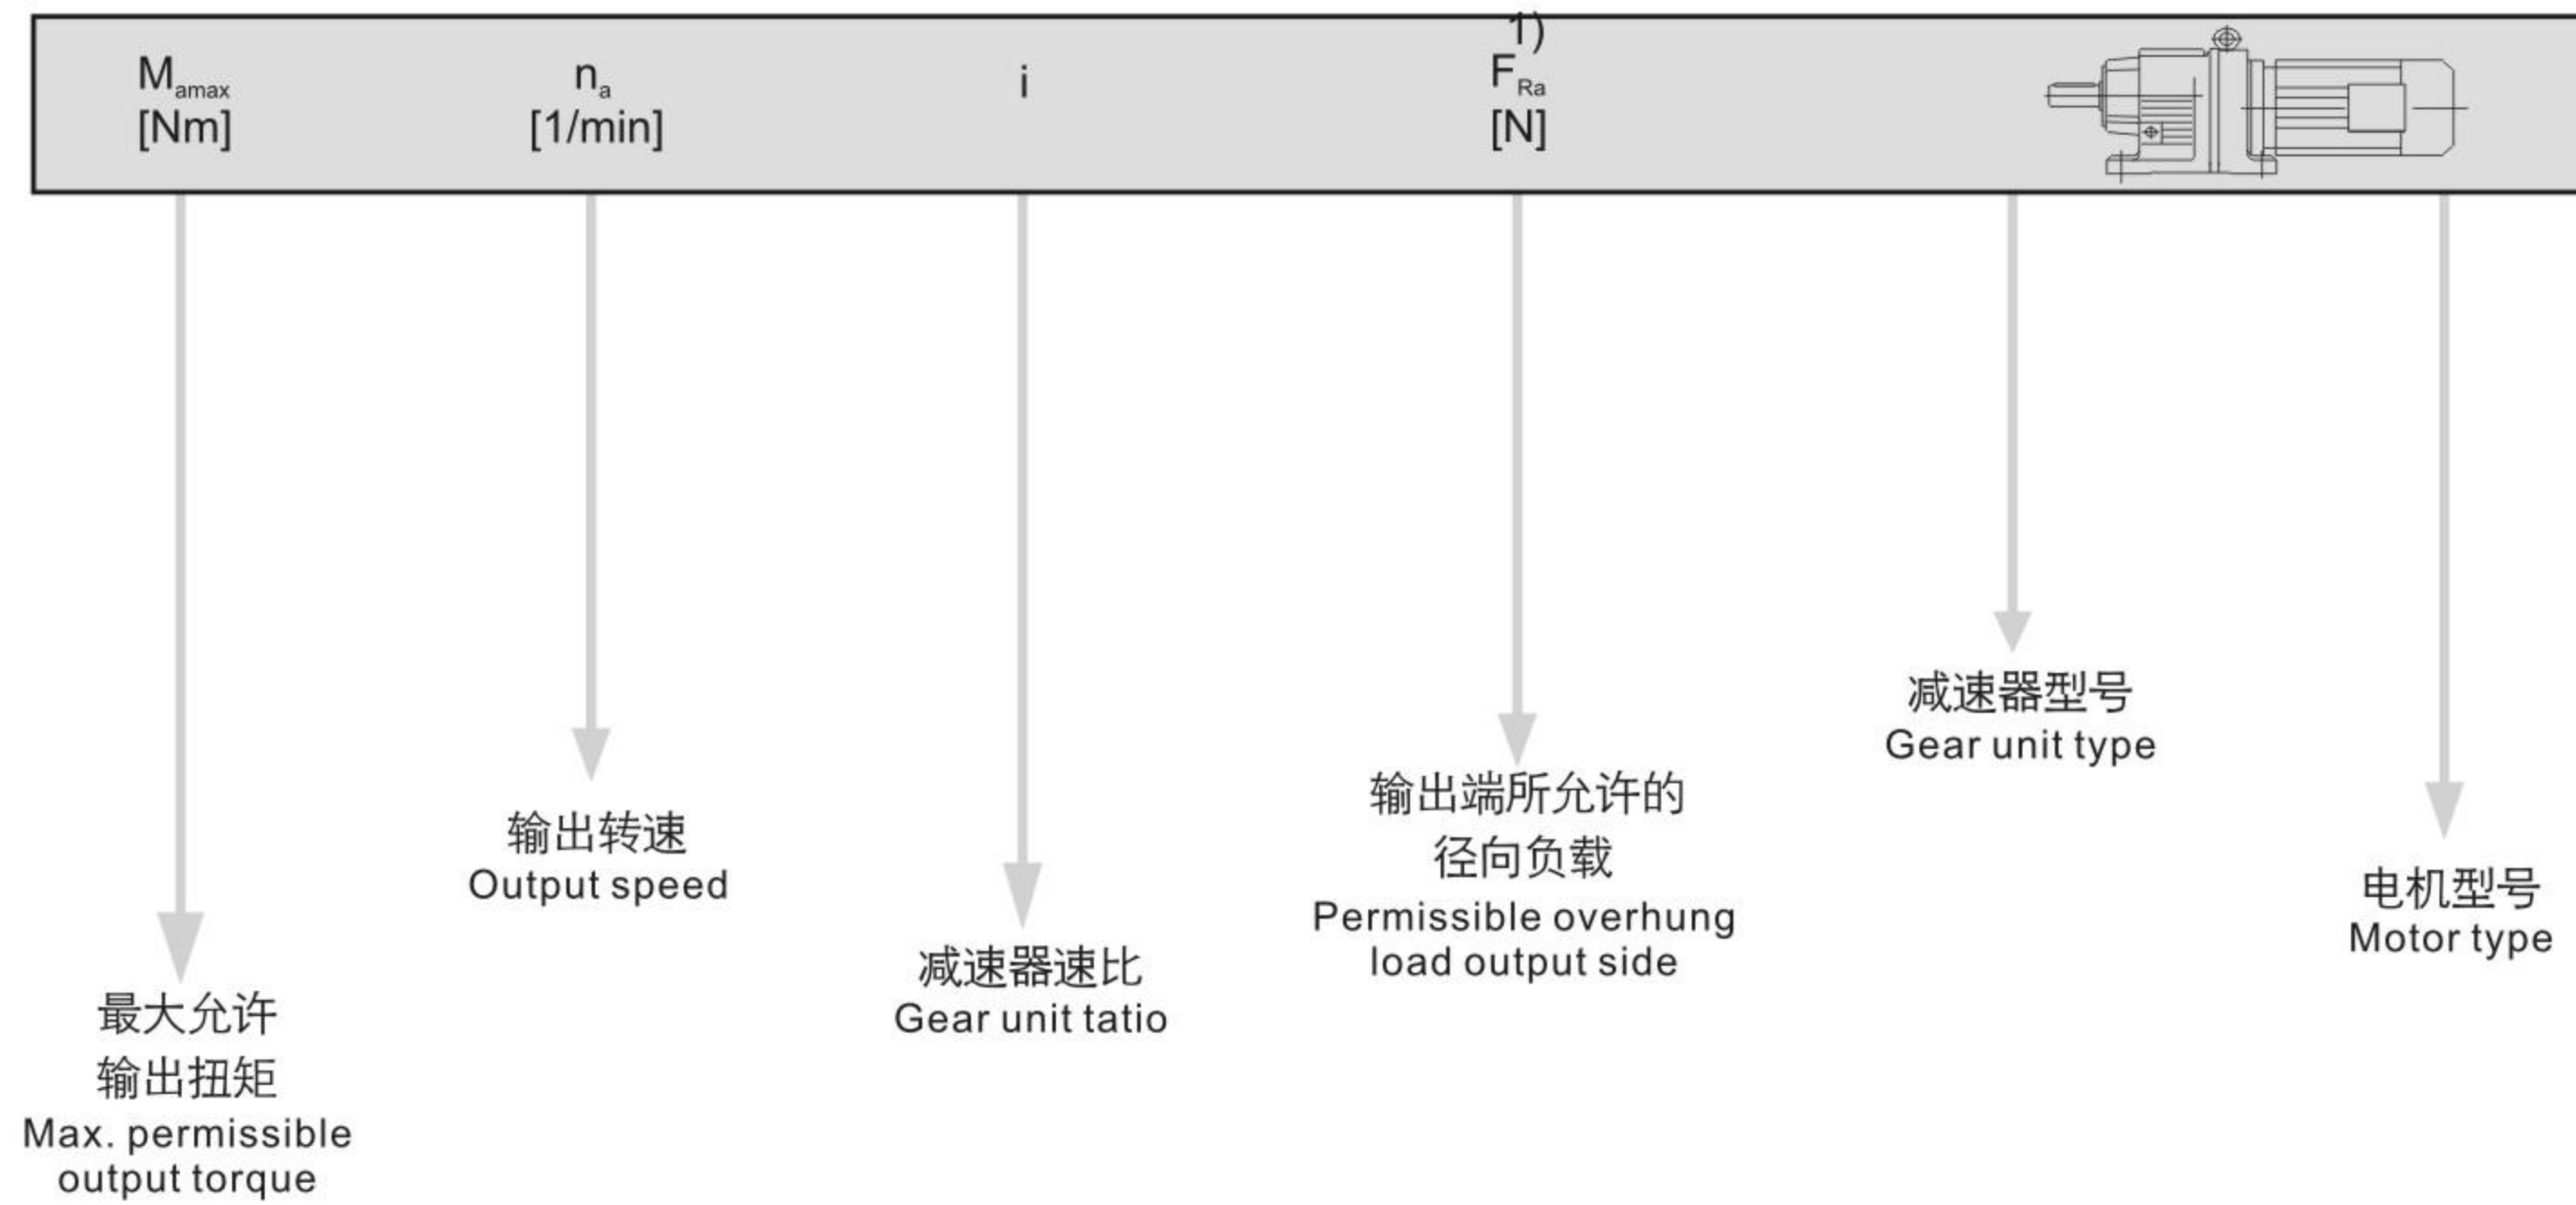 Mamax
[Nm]
na
[1/min]
i
1)
FRa
[N]
减速器型号
Gear unit type
输出端所允许的
径向负载
Permissible overhung
load output side
输出转速
Output speed
电机型号
Motor type
减速器速比
Gear unit tatio
最大允许
输出扭矩
Max. permissible
output torque